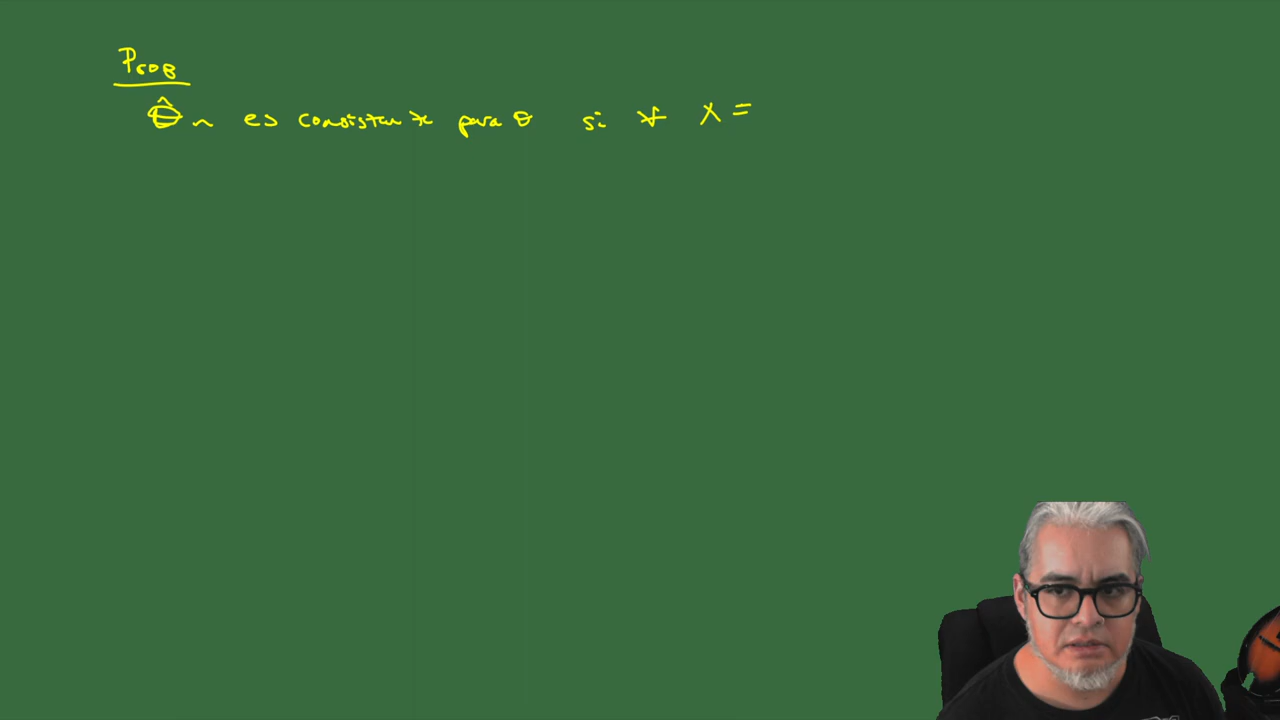 Prob
θ̂n es consistente para θ si ∀ X =